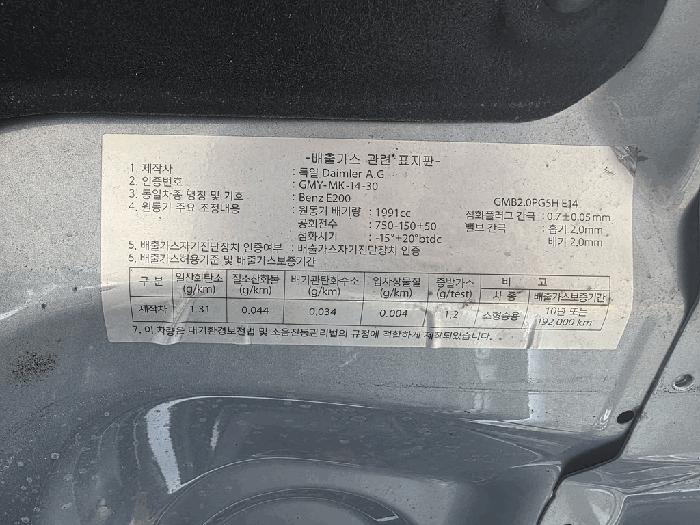 -배출가스 관련 표지판-
1. 제작사 : 독일 Daimler A.G
2. 인증번호 : GMY-MK-14-30
3. 동일차종 명칭 및 기호 : Benz E200 GMB2.0PGSH E14
4. 원동기 주요 조정내용 : 원동기 배기량 : 1991cc 점화플러그 간극 : 0.7±0.05mm
공회전수 : 750-150+50 밸브 간극 : 흡기 2.0mm
점화시기 : -15°+20°btdc 배기 2.0mm
5. 배출가스자기진단장치 인증여부 : 배출가스자기진단장치 인증
6. 배출가스허용기준 및 배출가스보증기간
구 분 일산화탄소 (g/km) 질소산화물 (g/km) 배기관탄화수소 (g/km) 입자상물질 (g/km) 증발가스 (g/test) 비 고
차 종 배출가스보증기간
제작차 1.31 0.044 0.034 0.004 1.2 소형승용 10년 또는 192,000 km
7. 이 차량은 대기환경보전법 및 소음진동관리법의 규정에 적합하게 제작되었습니다.